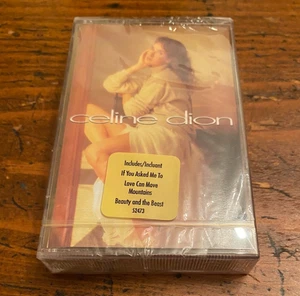 celine dion
Includes/Incluant
If You Asked Me To
Love Can Move
Mountains
Beauty and the Beast
52473